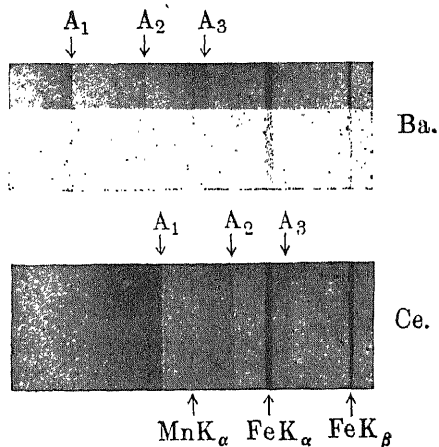 A₁ A₂ A₃
Ba.
A₁ A₂ A₃
Ce.
MnKα FeKα FeKβ